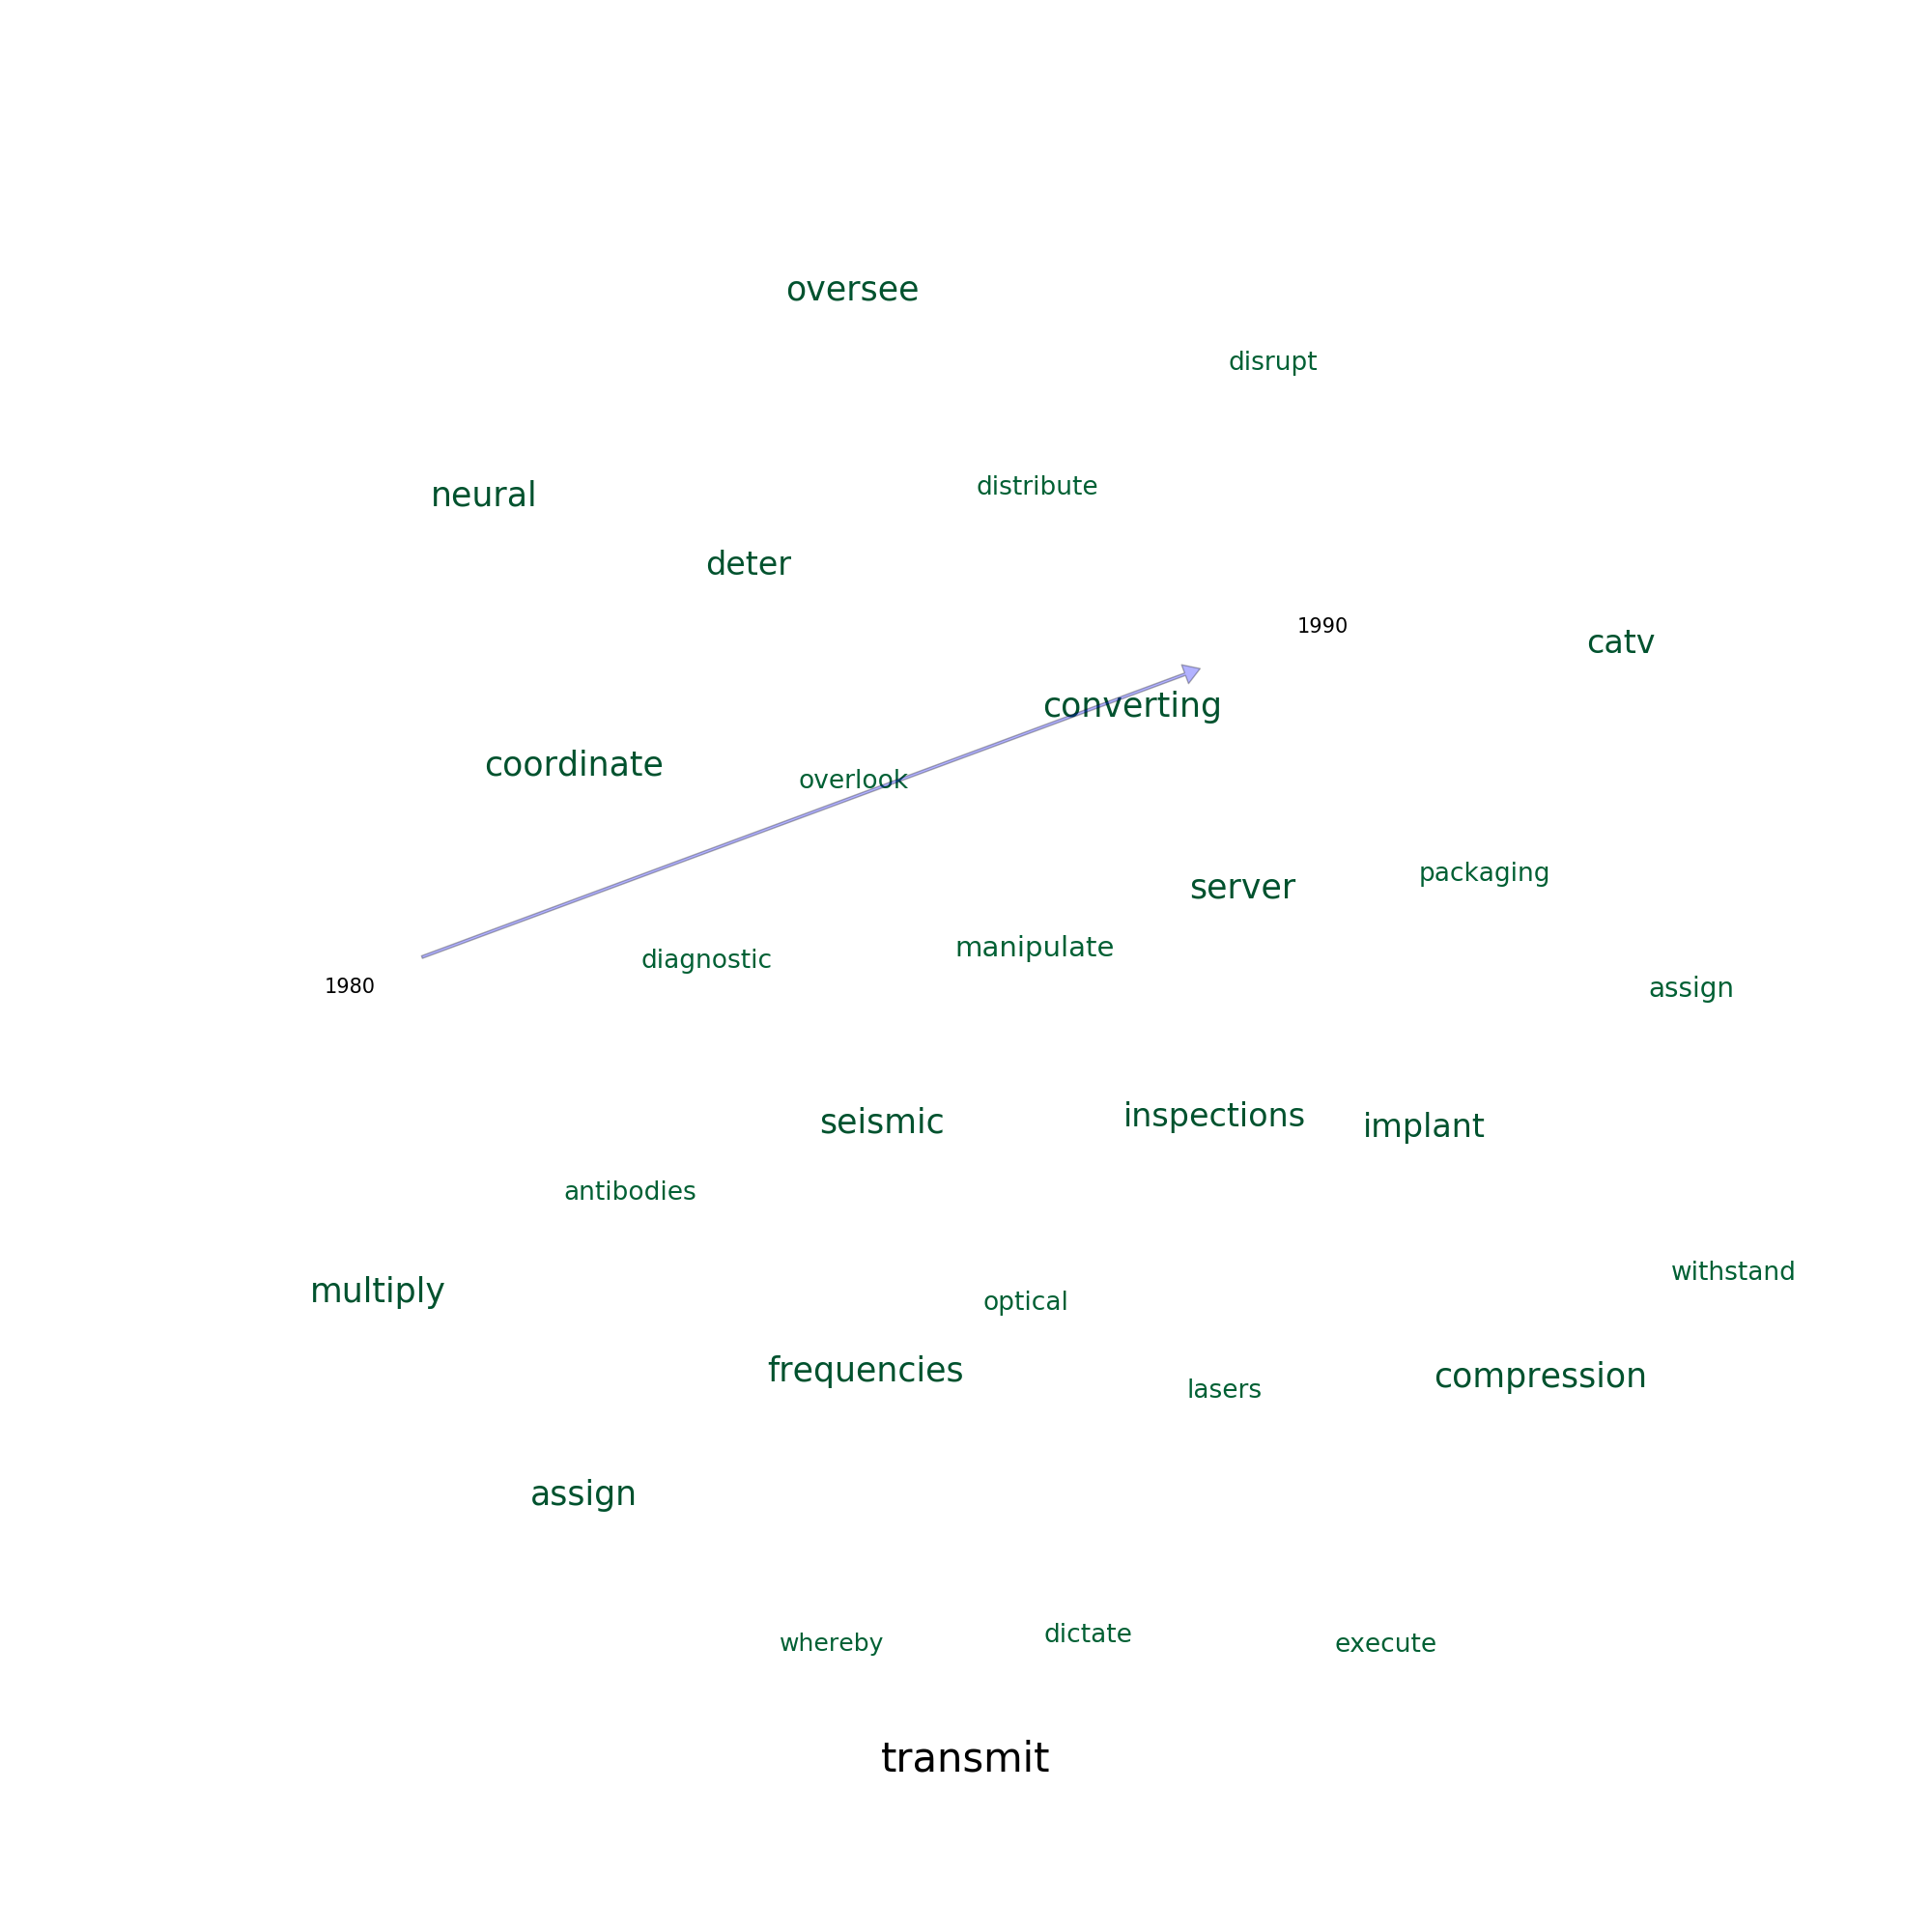 oversee
disrupt
distribute
neural
deter
1990
catv
converting
coordinate
overlook
packaging
server
manipulate
diagnostic
1980
assign
inspections
seismic
implant
antibodies
withstand
multiply
optical
frequencies
compression
lasers
assign
dictate
whereby
execute
transmit